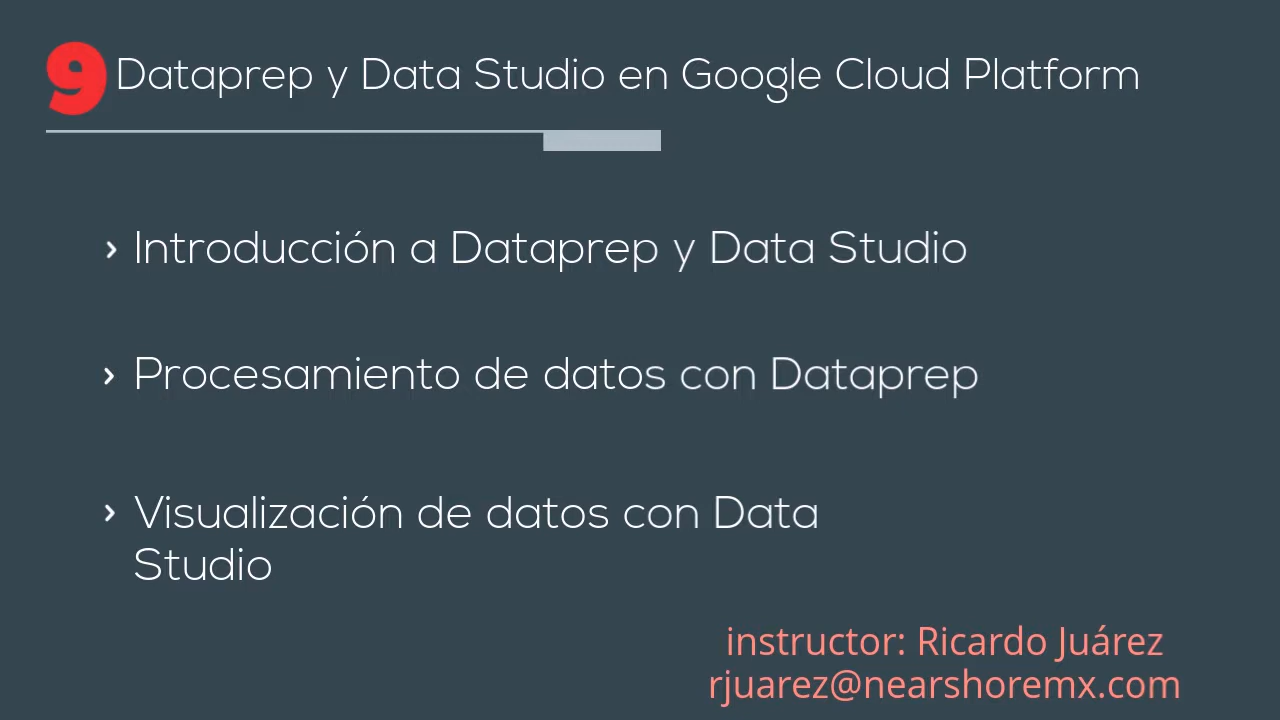 9 Dataprep y Data Studio en Google Cloud Platform
› Introducción a Dataprep y Data Studio
› Procesamiento de datos con Dataprep
› Visualización de datos con Data
Studio
instructor: Ricardo Juárez
rjuarez@nearshoremx.com